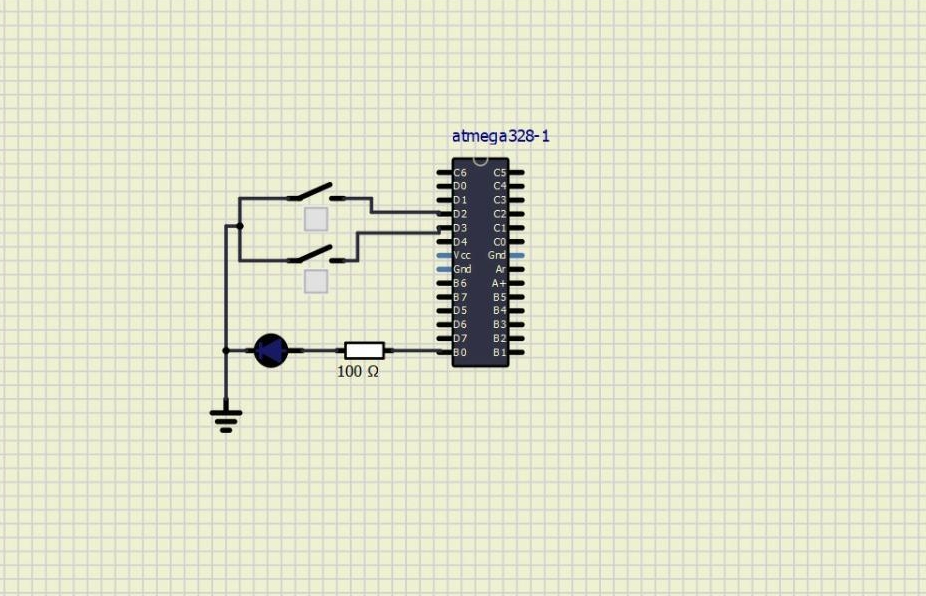 atmega328-1
C6 C5
D0 C4
D1 C3
D2 C2
D3 C1
D4 C0
Vcc Gnd
Gnd Ar
B6 A+
B7 B5
D5 B4
D6 B3
D7 B2
B0 B1
100 Ω